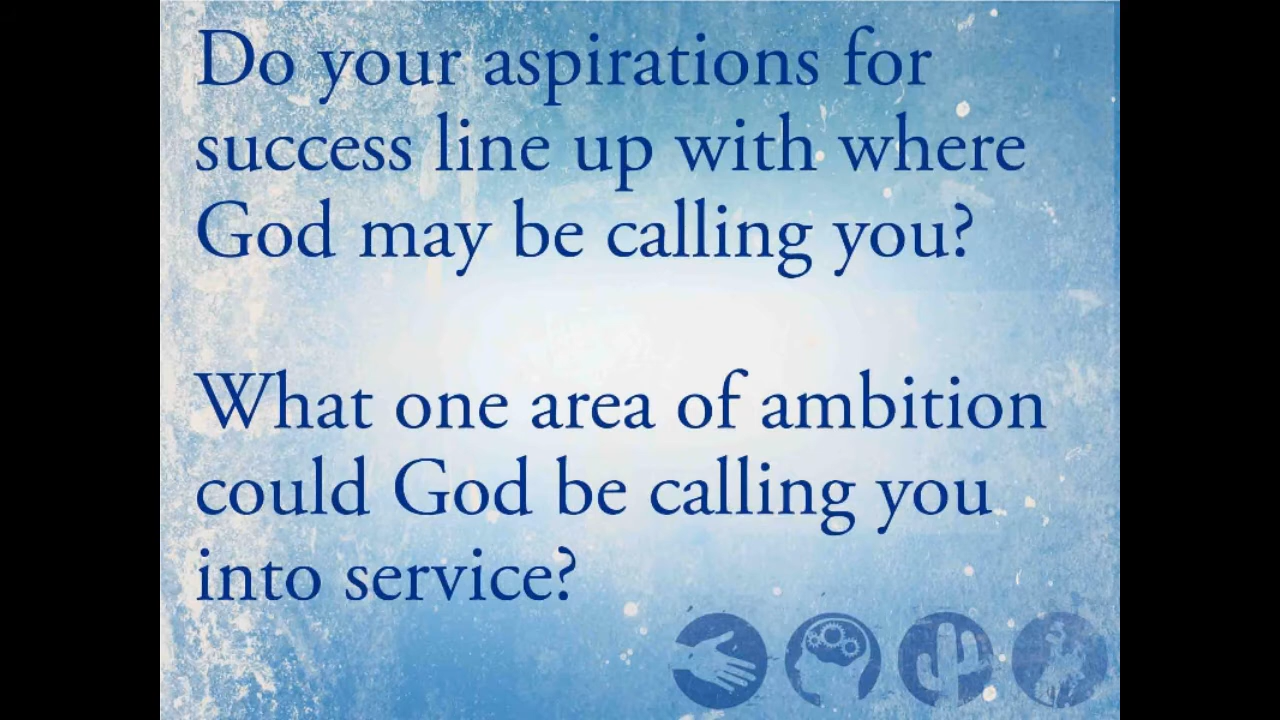 Do your aspirations for
success line up with where
God may be calling you?
What one area of ambition
could God be calling you
into service?